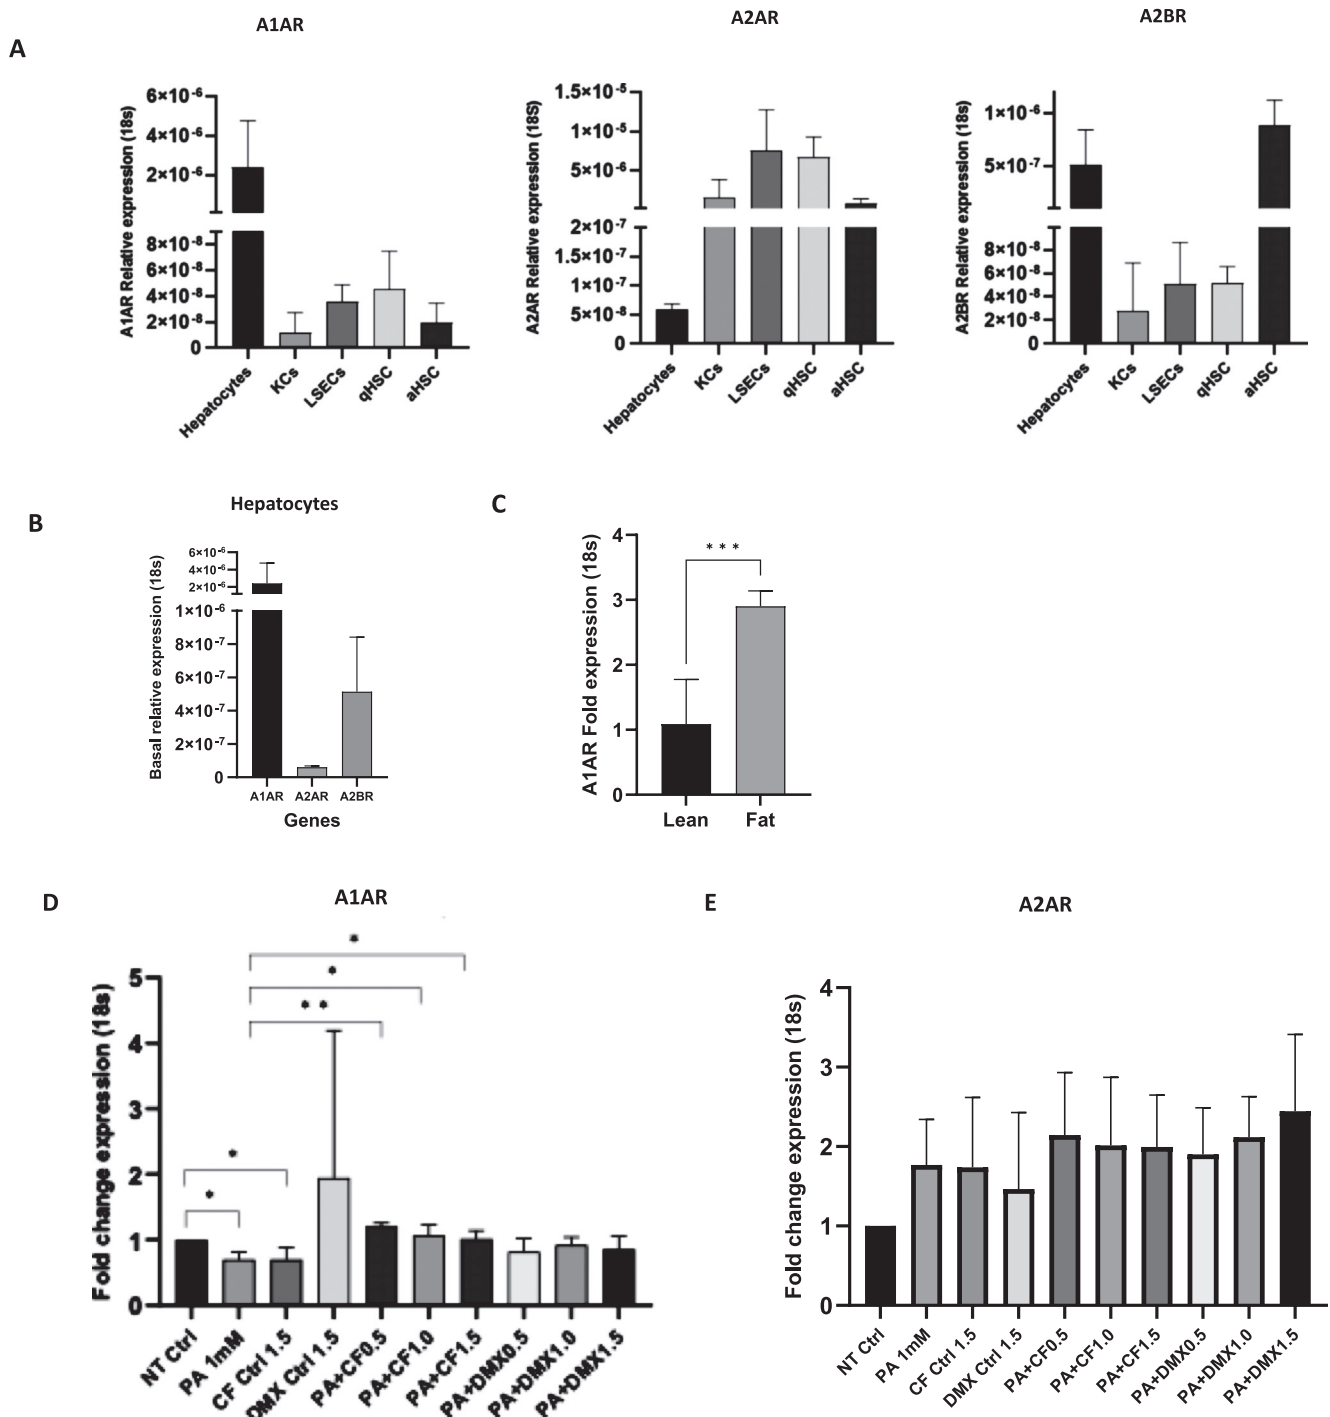 A
A1AR
A2AR
A2BR
A1AR Relative expression (18s)
6×10⁻⁶
4×10⁻⁶
2×10⁻⁶
8×10⁻⁸
6×10⁻⁸
4×10⁻⁸
2×10⁻⁸
0
Hepatocytes
KCs
LSECs
qHSC
aHSC
A2AR Relative expression (18S)
1.5×10⁻⁵
1×10⁻⁵
5×10⁻⁶
2×10⁻⁷
1.5×10⁻⁷
1×10⁻⁷
5×10⁻⁸
0
Hepatocytes
KCs
LSECs
qHSC
aHSC
A2BR Relative expression (18s)
1×10⁻⁶
5×10⁻⁷
8×10⁻⁸
6×10⁻⁸
4×10⁻⁸
2×10⁻⁸
0
Hepatocytes
KCs
LSECs
qHSC
aHSC
B
Hepatocytes
Basal relative expression (18s)
6×10⁻⁶
4×10⁻⁶
2×10⁻⁶
1×10⁻⁶
8×10⁻⁷
6×10⁻⁷
4×10⁻⁷
2×10⁻⁷
0
A1AR
A2AR
A2BR
Genes
C
A1AR Fold expression (18s)
4
3
2
1
0
***
Lean
Fat
D
A1AR
Fold change expression (18s)
5
4
3
2
1
0
*
*
**
*
*
NT Ctrl
PA 1mM
CF Ctrl 1.5
DMX Ctrl 1.5
PA+CF0.5
PA+CF1.0
PA+CF1.5
PA+DMX0.5
PA+DMX1.0
PA+DMX1.5
E
A2AR
Fold change expression (18s)
4
3
2
1
0
NT Ctrl
PA 1mM
CF Ctrl 1.5
DMX Ctrl 1.5
PA+CF0.5
PA+CF1.0
PA+CF1.5
PA+DMX0.5
PA+DMX1.0
PA+DMX1.5